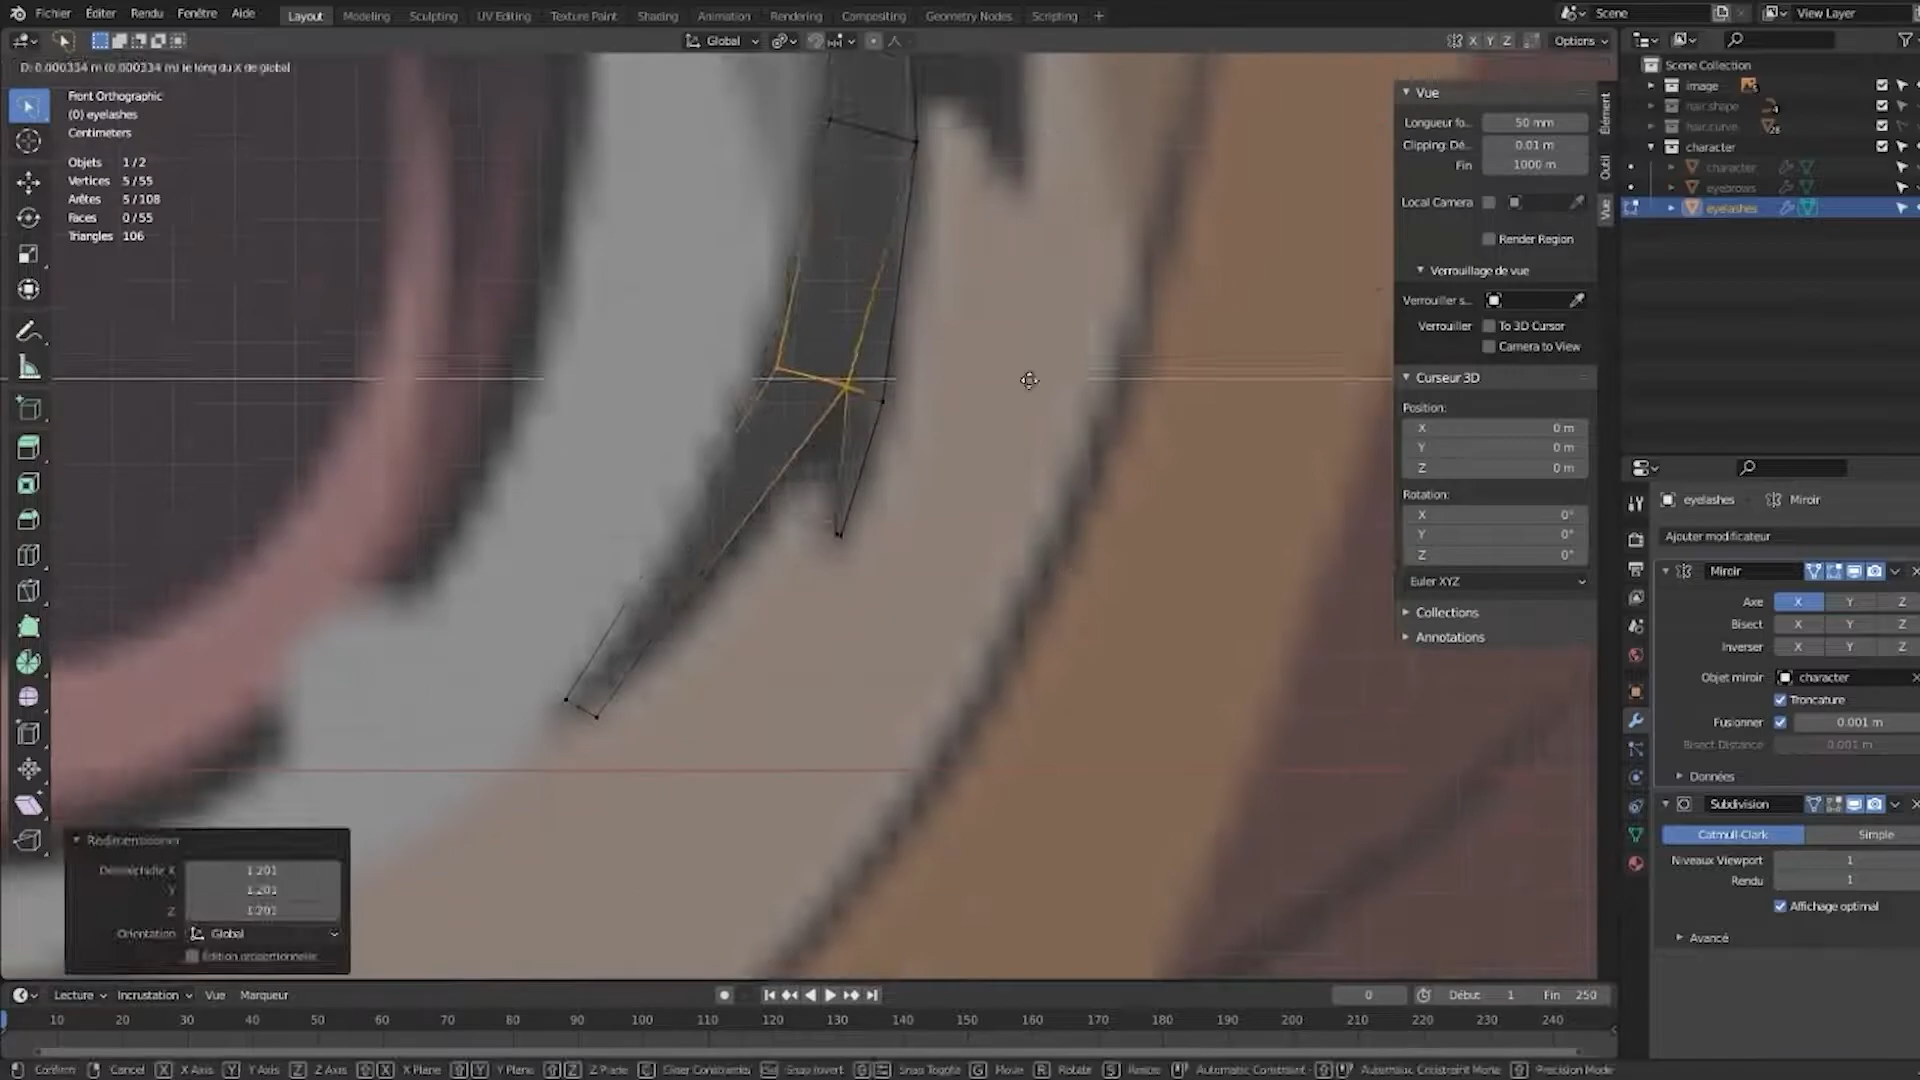 Fichier Éditer Rendu Fenêtre Aide Layout Modeling Sculpting UV Editing Texture Paint Shading Animation Rendering Compositing Geometry Nodes Scripting + Scene View Layer
Global X Y Z Options
D: 0.000334 m (0.000334 m) le long du X de global
Front Orthographic
(0) eyelashes
Centimeters
Objets 1 / 2
Vertices 5 / 55
Arêtes 5 / 108
Faces 0 / 55
Triangles 106
Vue
Longueur fo... 50 mm
Clipping: Dé... 0.01 m
Fin 1000 m
Local Camera
Render Region
Verrouillage de vue
Verrouiller s...
Verrouiller To 3D Cursor
Camera to View
Curseur 3D
Position:
X 0 m
Y 0 m
Z 0 m
Rotation:
X 0°
Y 0°
Z 0°
Euler XYZ
Collections
Annotations
Élément
Outil
Vue
Scene Collection
image
hair.shape
hair.curve 28
character
character
eyebrows
eyelashes
eyelashes Miroir
Ajouter modificateur
Miroir
Axe X Y Z
Bisect X Y Z
Inverser X Y Z
Objet miroir character
Troncature
Fusionner 0.001 m
Bisect Distance 0.001 m
Données
Subdivision
Catmull-Clark Simple
Niveaux Viewport 1
Rendu 1
Affichage optimal
Avancé
Redimensionner
X 1.201
Y 1.201
Z 1.201
Orientation Global
Édition proportionnelle
Lecture Incrustation Vue Marqueur 0 Début 1 Fin 250
10 20 30 40 50 60 70 80 90 100 110 120 130 140 150 160 170 180 190 200 210 220 230 240
Confirm Cancel X X Axis Y Y Axis Z Z Axis X X Plane Y Y Plane Z Z Plane Snap Invert Snap Toggle G Move R Rotate S Resize Automatic Constraint Automatic Constraint Mode Precision Mode